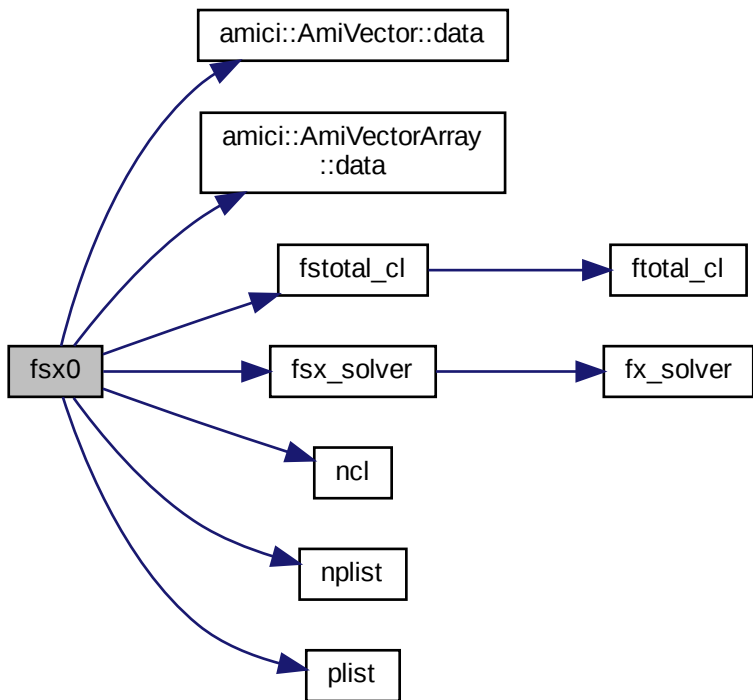 amici::AmiVector::data
amici::AmiVectorArray
::data
fstotal_cl
ftotal_cl
fsx0
fsx_solver
fx_solver
ncl
nplist
plist